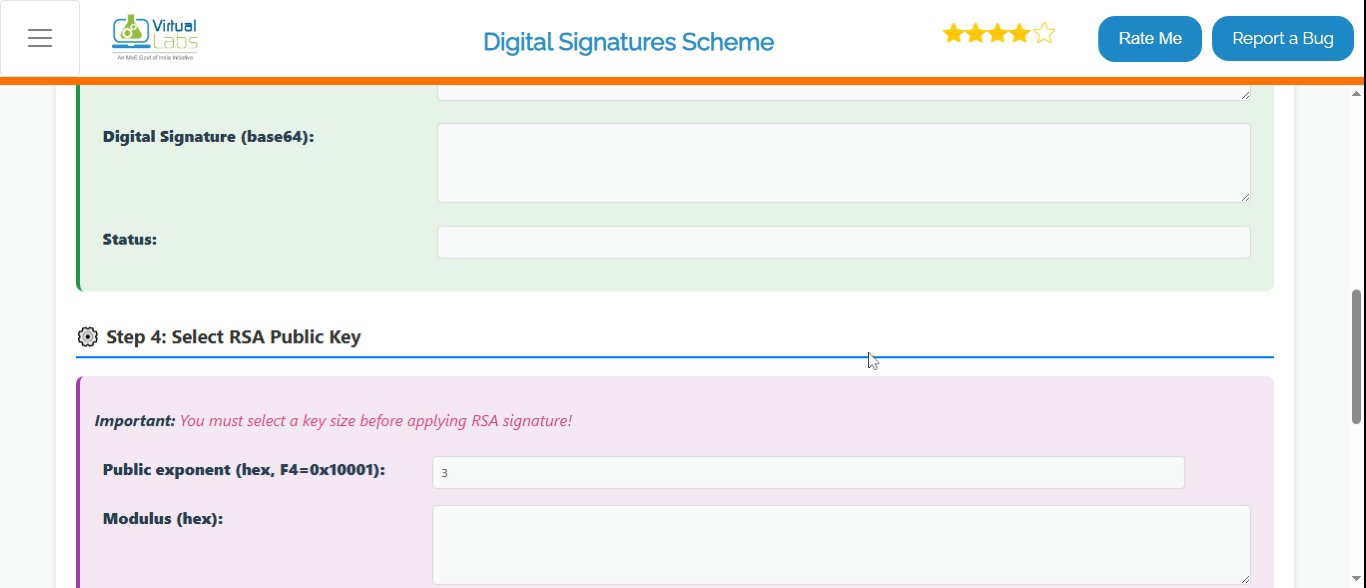 Virtual
Labs
An MoE Govt of India Initiative
Digital Signatures Scheme
Rate Me
Report a Bug
Digital Signature (base64):
Status:
Step 4: Select RSA Public Key
Important: You must select a key size before applying RSA signature!
Public exponent (hex, F4=0x10001):
3
Modulus (hex):